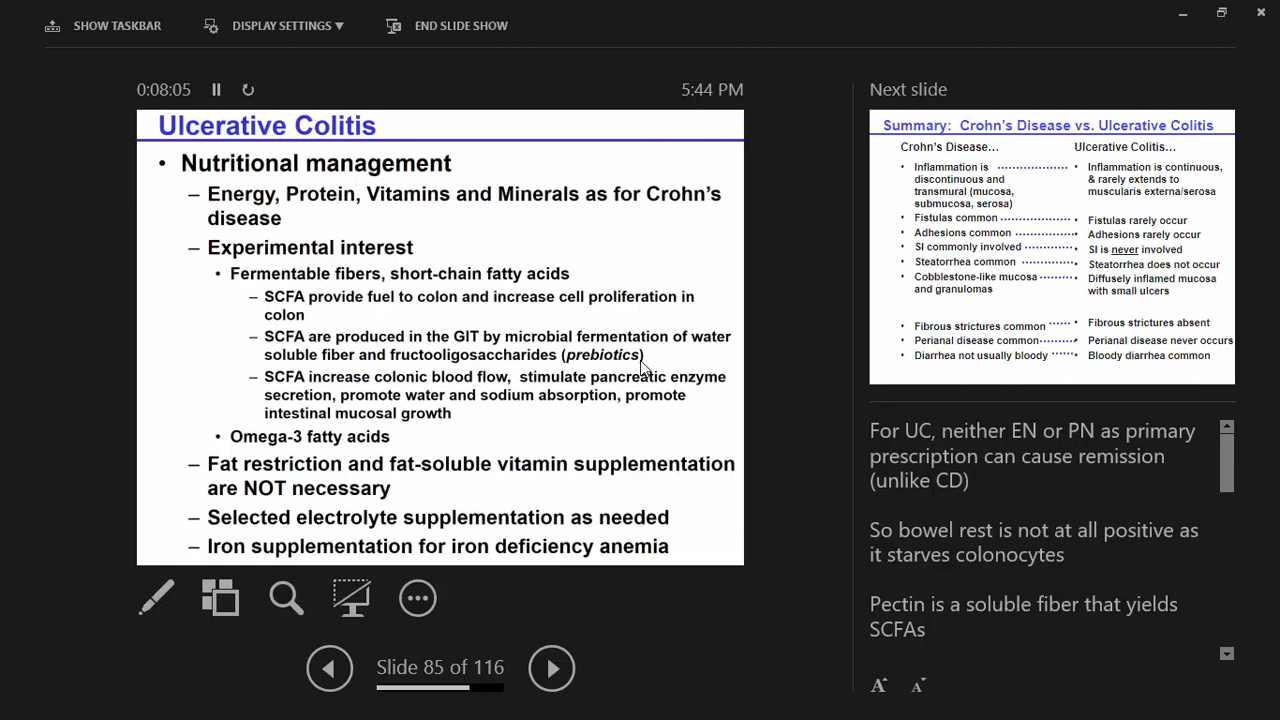 SHOW TASKBAR
DISPLAY SETTINGS ▼
END SLIDE SHOW
0:08:05
5:44 PM
Ulcerative Colitis
• Nutritional management
– Energy, Protein, Vitamins and Minerals as for Crohn's
disease
– Experimental interest
• Fermentable fibers, short-chain fatty acids
– SCFA provide fuel to colon and increase cell proliferation in
colon
– SCFA are produced in the GIT by microbial fermentation of water
soluble fiber and fructooligosaccharides (prebiotics)
– SCFA increase colonic blood flow, stimulate pancreatic enzyme
secretion, promote water and sodium absorption, promote
intestinal mucosal growth
• Omega-3 fatty acids
– Fat restriction and fat-soluble vitamin supplementation
are NOT necessary
– Selected electrolyte supplementation as needed
– Iron supplementation for iron deficiency anemia
Slide 85 of 116
Next slide
Summary: Crohn's Disease vs. Ulcerative Colitis
Crohn's Disease…
• Inflammation is
discontinuous and
transmural (mucosa,
submucosa, serosa)
• Fistulas common
• Adhesions common
• SI commonly involved
• Steatorrhea common
• Cobblestone-like mucosa
and granulomas
• Fibrous strictures common
• Perianal disease common
• Diarrhea not usually bloody
Ulcerative Colitis…
• Inflammation is continuous,
& rarely extends to
muscularis externa/serosa
• Fistulas rarely occur
• Adhesions rarely occur
• SI is never involved
• Steatorrhea does not occur
• Diffusely inflamed mucosa
with small ulcers
• Fibrous strictures absent
• Perianal disease never occurs
• Bloody diarrhea common
For UC, neither EN or PN as primary
prescription can cause remission
(unlike CD)
So bowel rest is not at all positive as
it starves colonocytes
Pectin is a soluble fiber that yields
SCFAs
A A